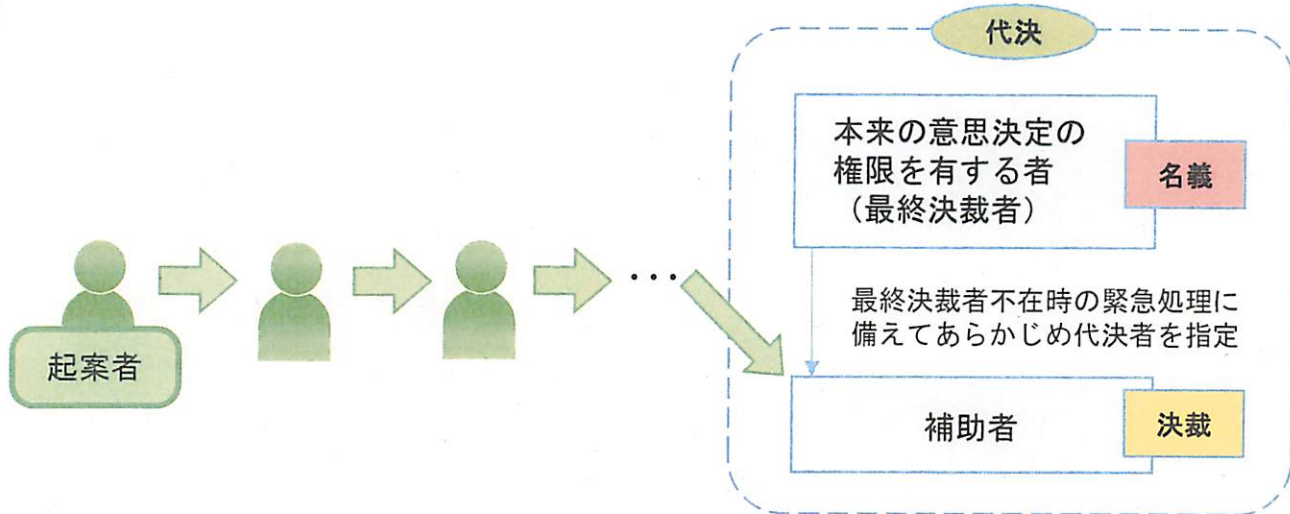 代決
本来の意思決定の
権限を有する者
（最終決裁者）
名義
起案者
…
最終決裁者不在時の緊急処理に
備えてあらかじめ代決者を指定
補助者
決裁